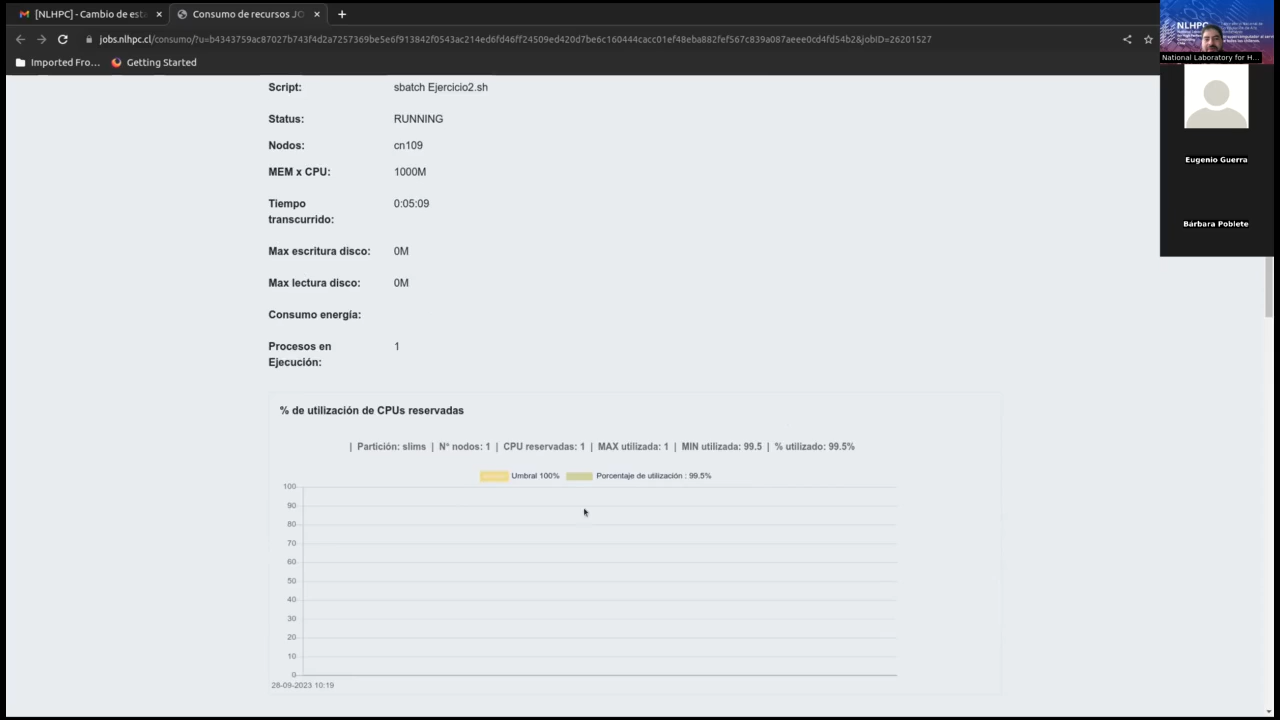 [NLHPC] - Cambio de est
Consumo de recursos JO
jobs.nlhpc.cl/consumo/?u=
&jobID=26201527
Imported Fro…
Getting Started
NLHPC
National Laboratory for H…
Eugenio Guerra
Bárbara Poblete
Script: sbatch Ejercicio2.sh
Status: RUNNING
Nodos: cn109
MEM x CPU: 1000M
Tiempo transcurrido: 0:05:09
Max escritura disco: 0M
Max lectura disco: 0M
Consumo energía:
Procesos en Ejecución: 1
% de utilización de CPUs reservadas
| Partición: slims | N° nodos: 1 | CPU reservadas: 1 | MAX utilizada: 1 | MIN utilizada: 99.5 | % utilizado: 99.5%
Umbral 100% Porcentaje de utilización : 99.5%
100
90
80
70
60
50
40
30
20
10
0
28-09-2023 10:19